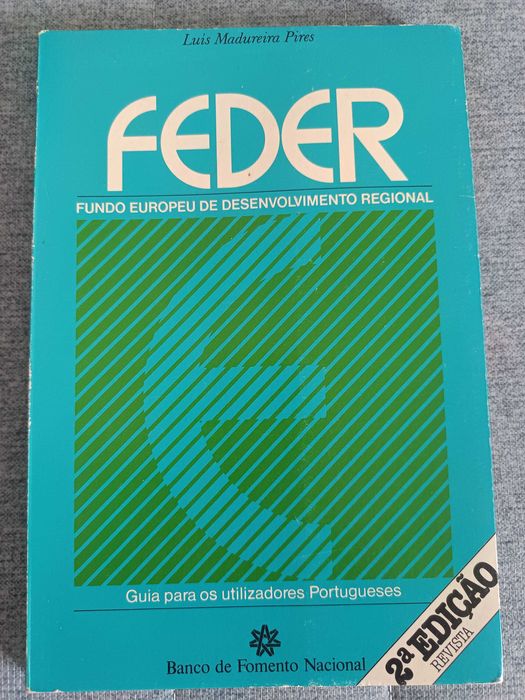 Luis Madureira Pires
FEDER
FUNDO EUROPEU DE DESENVOLVIMENTO REGIONAL
Guia para os utilizadores Portugueses
Banco de Fomento Nacional
2ª EDIÇÃO
REVISTA